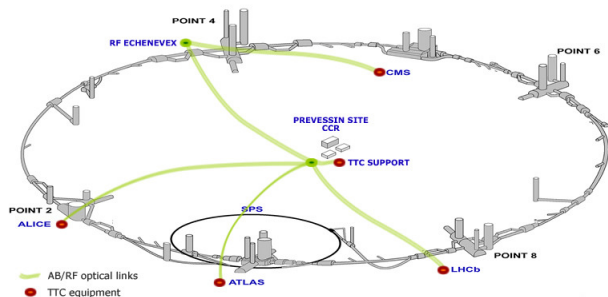 POINT 4
RF ECHENEVEX
CMS
POINT 6
PREVESSIN SITE
CCR
TTC SUPPORT
POINT 2
ALICE
SPS
POINT 8
LHCb
ATLAS
AB/RF optical links
TTC equipment